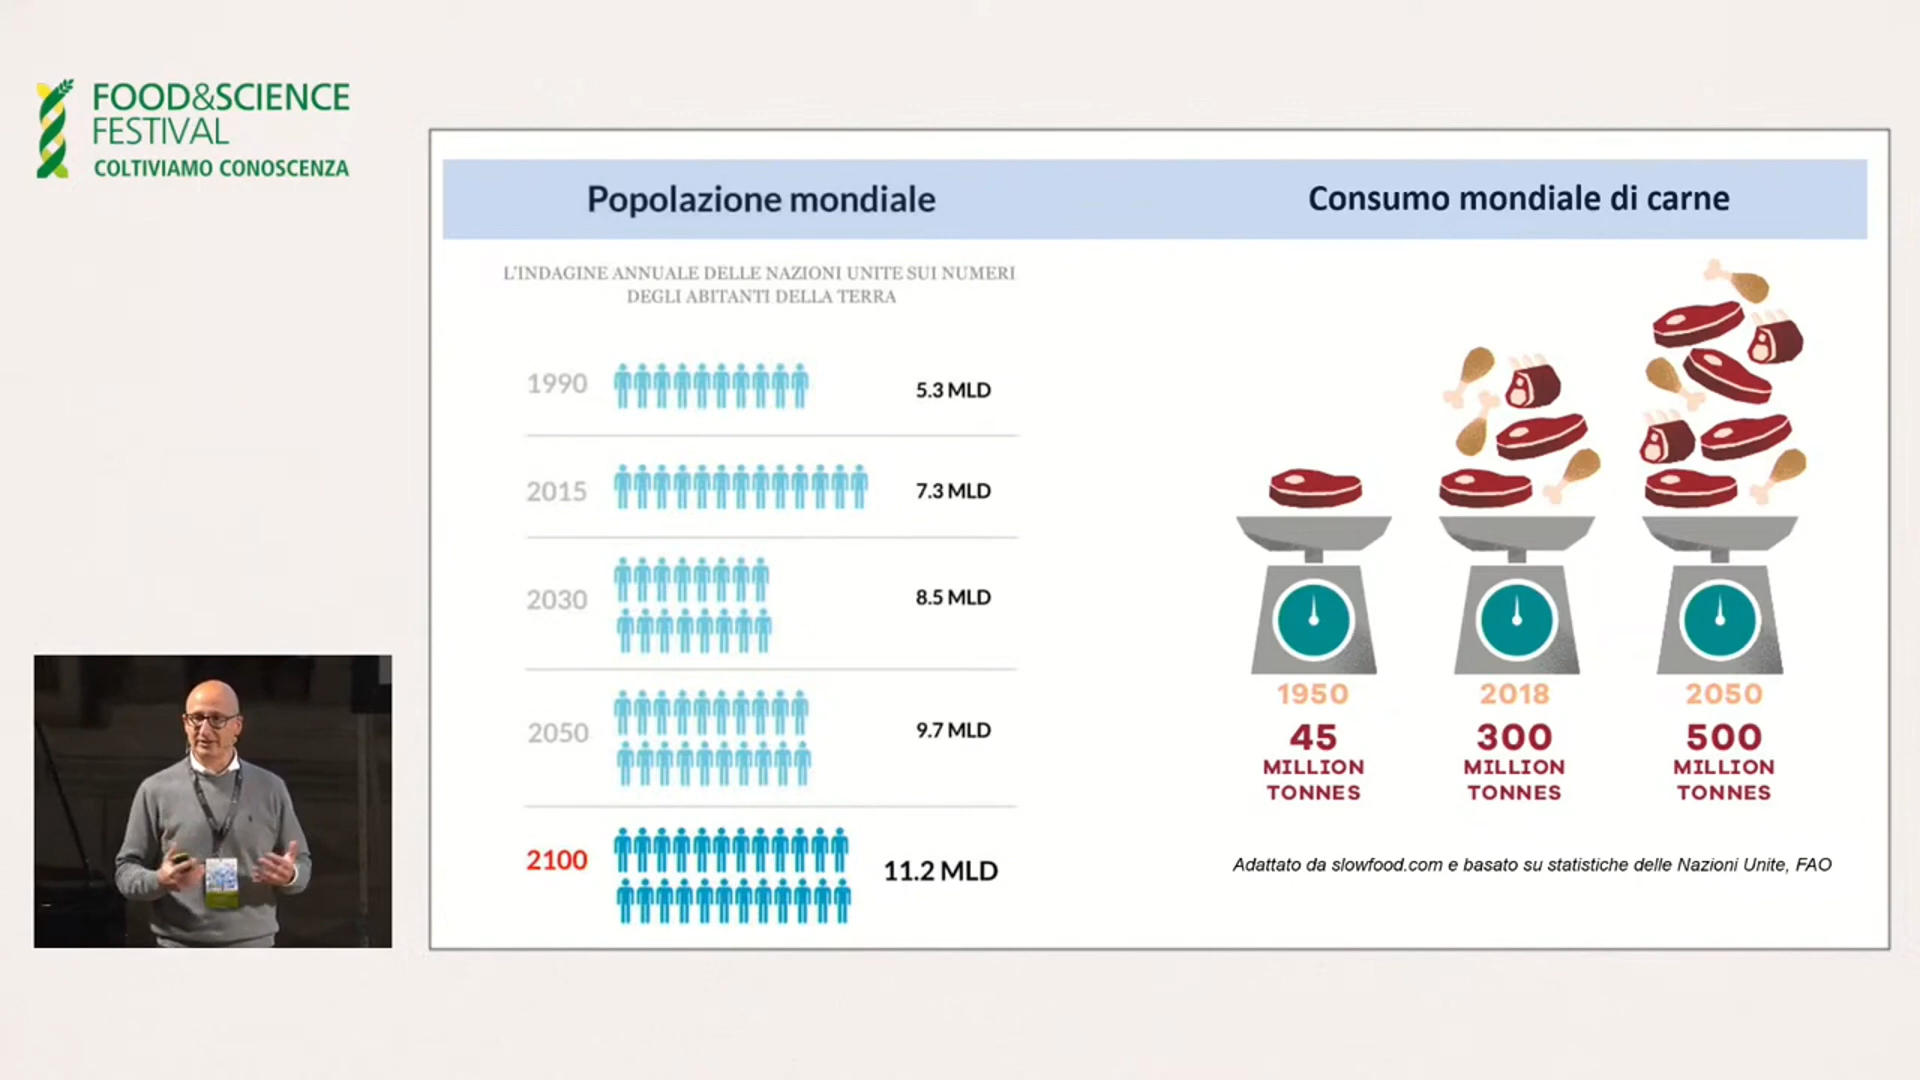 FOOD&SCIENCE
FESTIVAL
COLTIVIAMO CONOSCENZA
Popolazione mondiale
L'INDAGINE ANNUALE DELLE NAZIONI UNITE SUI NUMERI
DEGLI ABITANTI DELLA TERRA
1990 5.3 MLD
2015 7.3 MLD
2030 8.5 MLD
2050 9.7 MLD
2100 11.2 MLD
Consumo mondiale di carne
1950 2018 2050
45 300 500
MILLION MILLION MILLION
TONNES TONNES TONNES
Adattato da slowfood.com e basato su statistiche delle Nazioni Unite, FAO